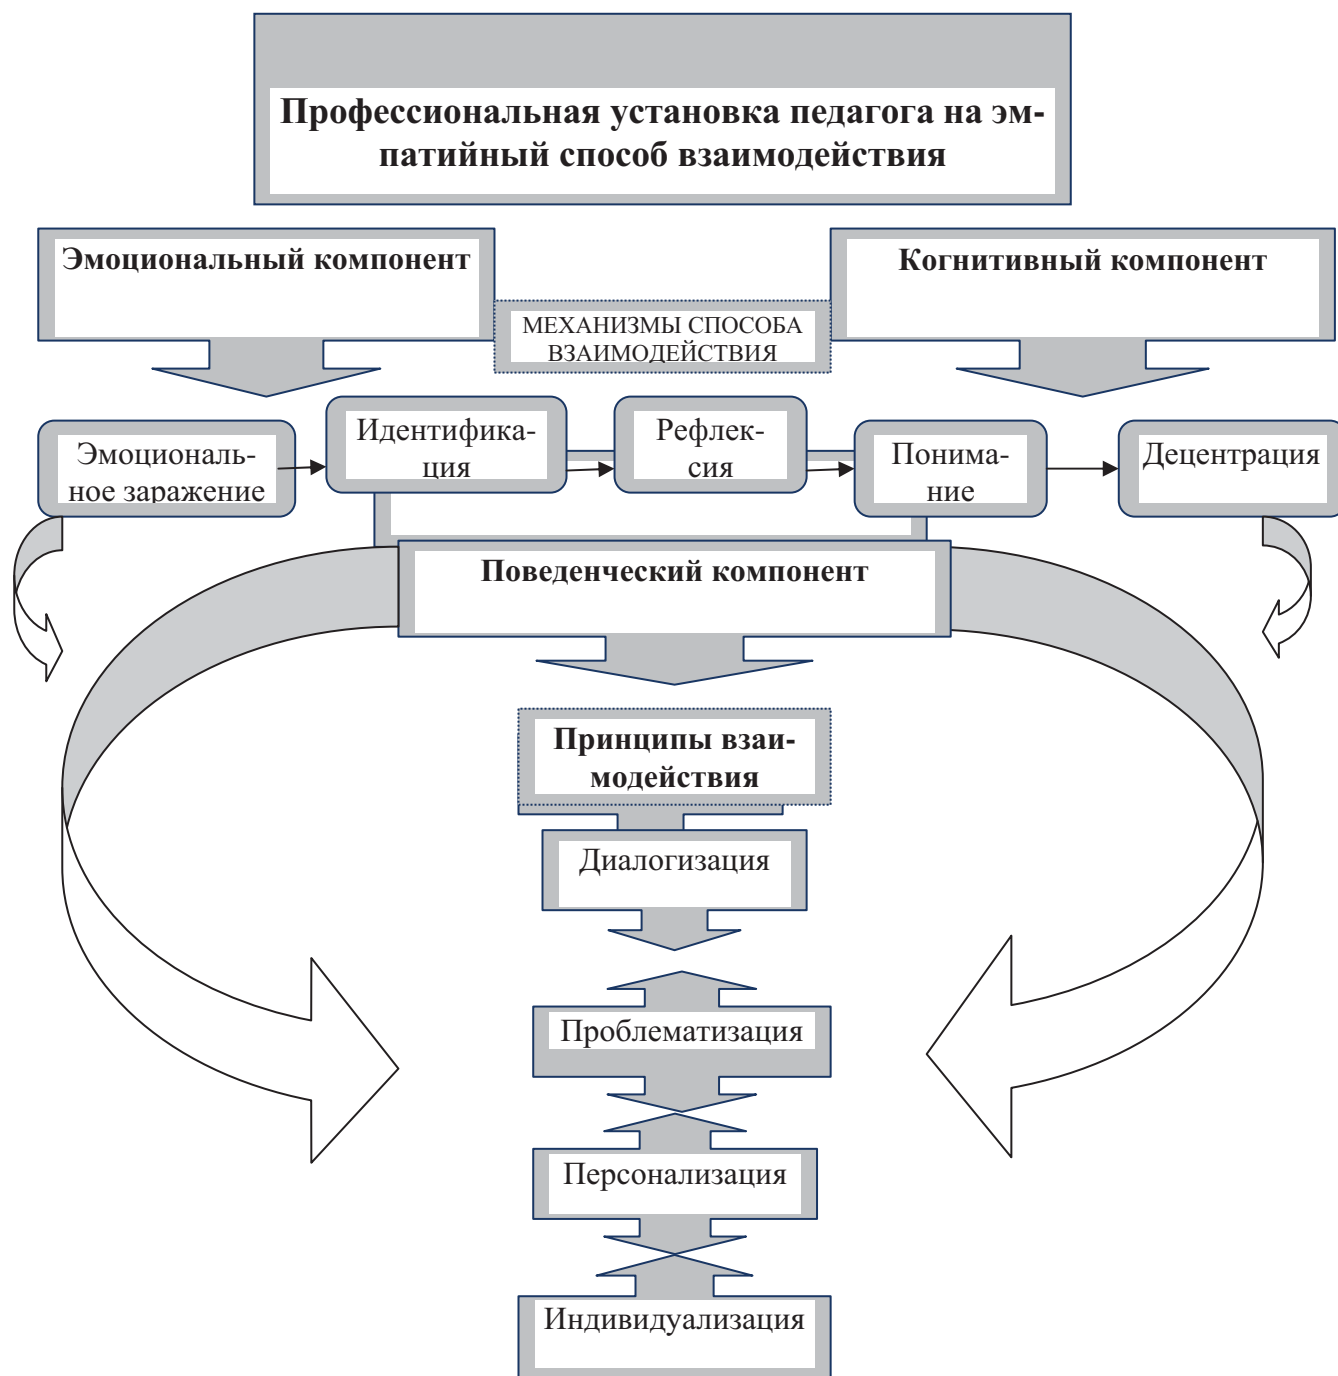 Профессиональная установка педагога на эм-
патийный способ взаимодействия
Эмоциональный компонент
Когнитивный компонент
МЕХАНИЗМЫ СПОСОБА
ВЗАИМОДЕЙСТВИЯ
Эмоциональ-
ное заражение
Идентифика-
ция
Рефлек-
сия
Понима-
ние
Децентрация
Поведенческий компонент
Принципы взаи-
модействия
Диалогизация
Проблематизация
Персонализация
Индивидуализация